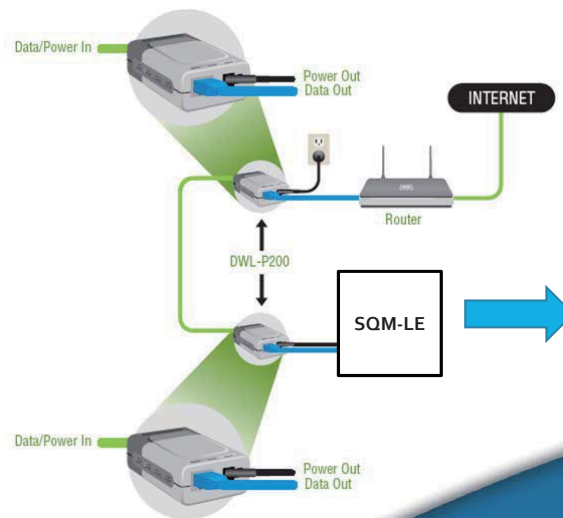 Data/Power In
Power Out
Data Out
INTERNET
Router
DWL-P200
SQM-LE
Data/Power In
Power Out
Data Out